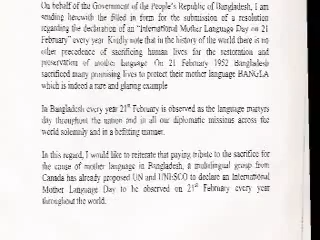 On behalf of the Government of the People's Republic of Bangladesh, I am
sending herewith the filled in form for the submission of a resolution
regarding the declaration of an "International Mother Language Day on 21
February" every year. Kindly note that in the history of the world there is no
other precedence of sacrificing human lives for the restoration and
preservation of mother language. On 21 February 1952 Bangladesh
sacrificed many promising lives to protect their mother language BANGLA
which is indeed a rare and glaring example
In Bangladesh every year 21st February is observed as the language martyrs
day throughout the nation and in all our diplomatic missions across the
world solemnly and in a befitting manner.
In this regard, I would like to reiterate that paying tribute to the sacrifice for
the cause of mother language in Bangladesh, a multilingual group from
Canada has already proposed UN and UNESCO to declare an International
Mother Language Day to be observed on 21st February every year
throughout the world.